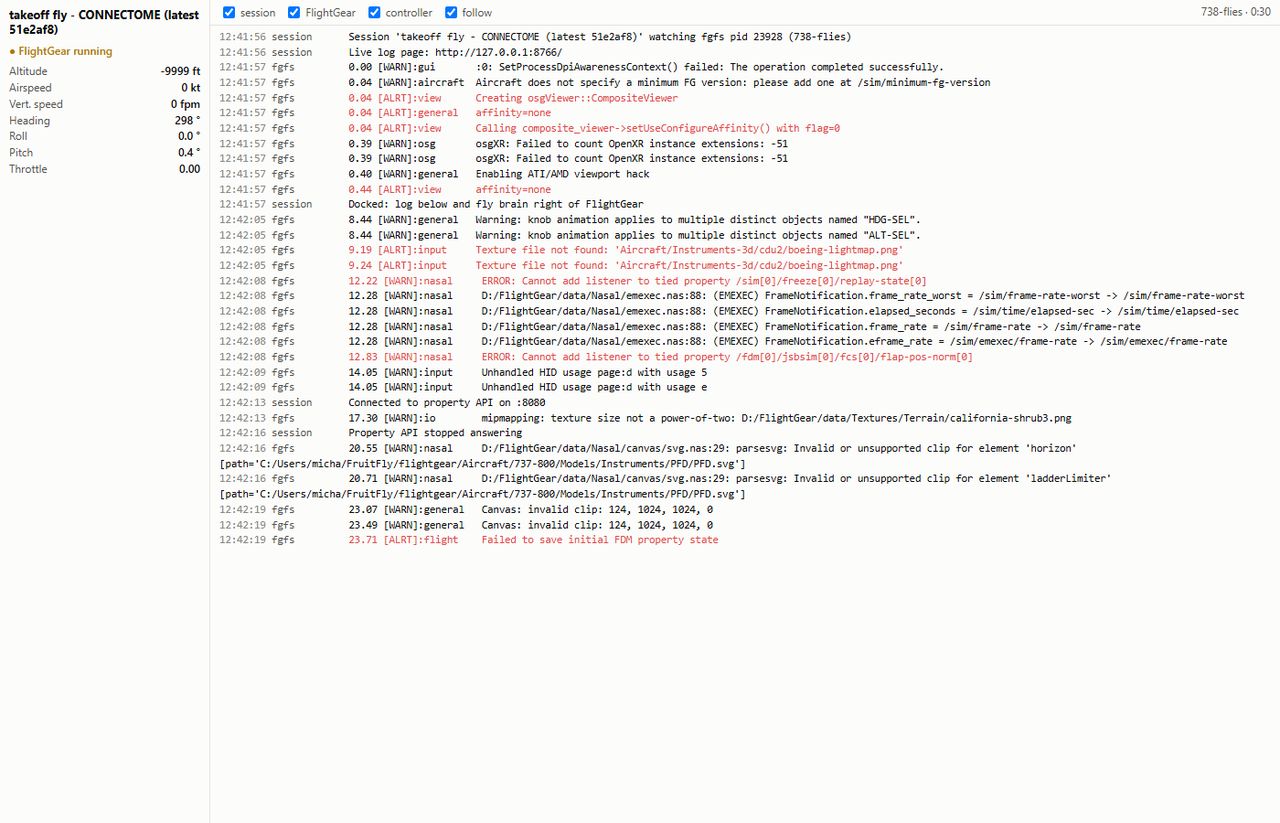 takeoff fly - CONNECTOME (latest 51e2af8)
● FlightGear running
Altitude -9999 ft
Airspeed 0 kt
Vert. speed 0 fpm
Heading 298 °
Roll 0.0 °
Pitch 0.4 °
Throttle 0.00
session FlightGear controller follow 738-flies · 0:30
12:41:56 session Session 'takeoff fly - CONNECTOME (latest 51e2af8)' watching fgfs pid 23928 (738-flies)
12:41:56 session Live log page: http://127.0.0.1:8766/
12:41:57 fgfs 0.00 [WARN]:gui :0: SetProcessDpiAwarenessContext() failed: The operation completed successfully.
12:41:57 fgfs 0.04 [WARN]:aircraft Aircraft does not specify a minimum FG version: please add one at /sim/minimum-fg-version
12:41:57 fgfs 0.04 [ALRT]:view Creating osgViewer::CompositeViewer
12:41:57 fgfs 0.04 [ALRT]:general affinity=none
12:41:57 fgfs 0.04 [ALRT]:view Calling composite_viewer->setUseConfigureAffinity() with flag=0
12:41:57 fgfs 0.39 [WARN]:osg osgXR: Failed to count OpenXR instance extensions: -51
12:41:57 fgfs 0.39 [WARN]:osg osgXR: Failed to count OpenXR instance extensions: -51
12:41:57 fgfs 0.40 [WARN]:general Enabling ATI/AMD viewport hack
12:41:57 fgfs 0.44 [ALRT]:view affinity=none
12:41:57 session Docked: log below and fly brain right of FlightGear
12:42:05 fgfs 8.44 [WARN]:general Warning: knob animation applies to multiple distinct objects named "HDG-SEL".
12:42:05 fgfs 8.44 [WARN]:general Warning: knob animation applies to multiple distinct objects named "ALT-SEL".
12:42:05 fgfs 9.19 [ALRT]:input Texture file not found: 'Aircraft/Instruments-3d/cdu2/boeing-lightmap.png'
12:42:05 fgfs 9.24 [ALRT]:input Texture file not found: 'Aircraft/Instruments-3d/cdu2/boeing-lightmap.png'
12:42:08 fgfs 12.22 [WARN]:nasal ERROR: Cannot add listener to tied property /sim[0]/freeze[0]/replay-state[0]
12:42:08 fgfs 12.28 [WARN]:nasal D:/FlightGear/data/Nasal/emexec.nas:88: (EMEXEC) FrameNotification.frame_rate_worst = /sim/frame-rate-worst -> /sim/frame-rate-worst
12:42:08 fgfs 12.28 [WARN]:nasal D:/FlightGear/data/Nasal/emexec.nas:88: (EMEXEC) FrameNotification.elapsed_seconds = /sim/time/elapsed-sec -> /sim/time/elapsed-sec
12:42:08 fgfs 12.28 [WARN]:nasal D:/FlightGear/data/Nasal/emexec.nas:88: (EMEXEC) FrameNotification.frame_rate = /sim/frame-rate -> /sim/frame-rate
12:42:08 fgfs 12.28 [WARN]:nasal D:/FlightGear/data/Nasal/emexec.nas:88: (EMEXEC) FrameNotification.eframe_rate = /sim/emexec/frame-rate -> /sim/emexec/frame-rate
12:42:08 fgfs 12.83 [WARN]:nasal ERROR: Cannot add listener to tied property /fdm[0]/jsbsim[0]/fcs[0]/flap-pos-norm[0]
12:42:09 fgfs 14.05 [WARN]:input Unhandled HID usage page:d with usage 5
12:42:09 fgfs 14.05 [WARN]:input Unhandled HID usage page:d with usage e
12:42:13 session Connected to property API on :8080
12:42:13 fgfs 17.30 [WARN]:io mipmapping: texture size not a power-of-two: D:/FlightGear/data/Textures/Terrain/california-shrub3.png
12:42:16 session Property API stopped answering
12:42:16 fgfs 20.55 [WARN]:nasal D:/FlightGear/data/Nasal/canvas/svg.nas:29: parsesvg: Invalid or unsupported clip for element 'horizon'
[path='C:/Users/micha/FruitFly/flightgear/Aircraft/737-800/Models/Instruments/PFD/PFD.svg']
12:42:16 fgfs 20.71 [WARN]:nasal D:/FlightGear/data/Nasal/canvas/svg.nas:29: parsesvg: Invalid or unsupported clip for element 'ladderLimiter'
[path='C:/Users/micha/FruitFly/flightgear/Aircraft/737-800/Models/Instruments/PFD/PFD.svg']
12:42:19 fgfs 23.07 [WARN]:general Canvas: invalid clip: 124, 1024, 1024, 0
12:42:19 fgfs 23.49 [WARN]:general Canvas: invalid clip: 124, 1024, 1024, 0
12:42:19 fgfs 23.71 [ALRT]:flight Failed to save initial FDM property state